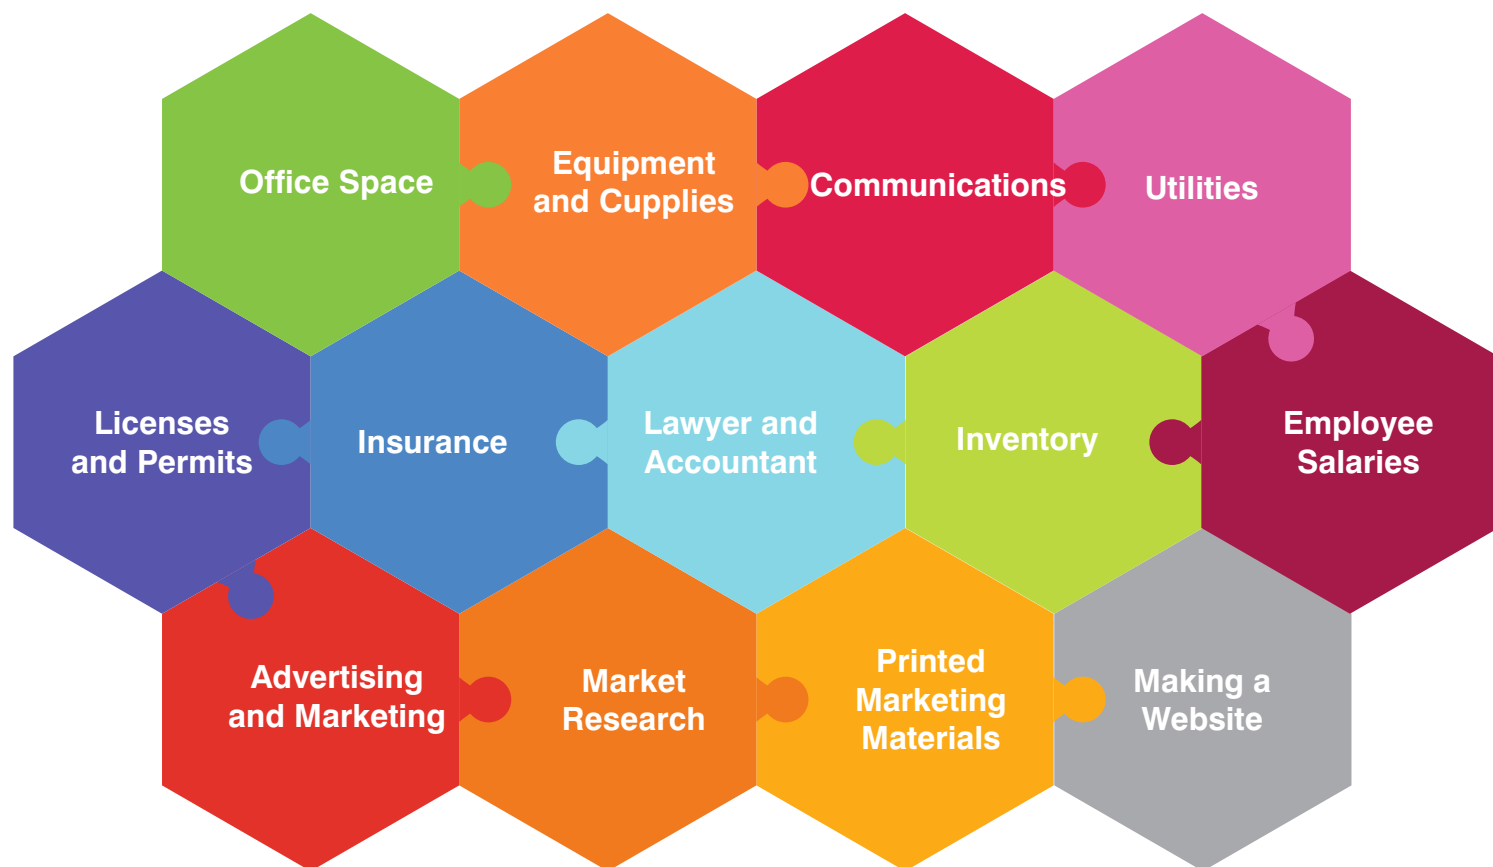 Office Space
Equipment
and Cupplies
Communications
Utilities
Licenses
and Permits
Insurance
Lawyer and
Accountant
Inventory
Employee
Salaries
Advertising
and Marketing
Market
Research
Printed
Marketing
Materials
Making a
Website